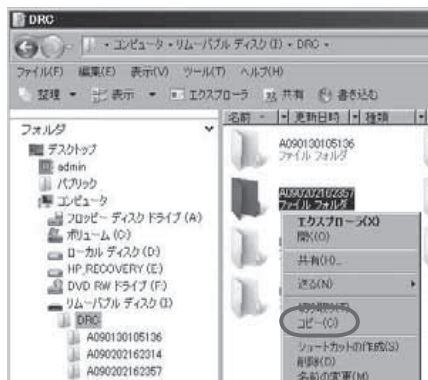 DRC
コンピュータ・リムーバブル ディスク (I)・DRC・
ファイル(F) 編集(E) 表示(V) ツール(T) ヘルプ(H)
整理 表示 エクスプローラ 共有 書き込む
フォルダ
デスクトップ
admin
パブリック
コンピュータ
フロッピー ディスク ドライブ (A)
ボリューム (C)
ローカル ディスク (D)
HP_RECOVERY (E)
DVD RW ドライブ (F)
リムーバブル ディスク (I)
DRC
A090130105136
A090202162314
A090202162357
名前 更新日時 種類
A090130105136
ファイル フォルダ
A090202162357
ファイル フォルダ
エクスプローラ(X)
開く(O)
共有(H)...
送る(N)
切り取り(T)
コピー(C)
ショートカットの作成(S)
削除(D)
名前の変更(M)